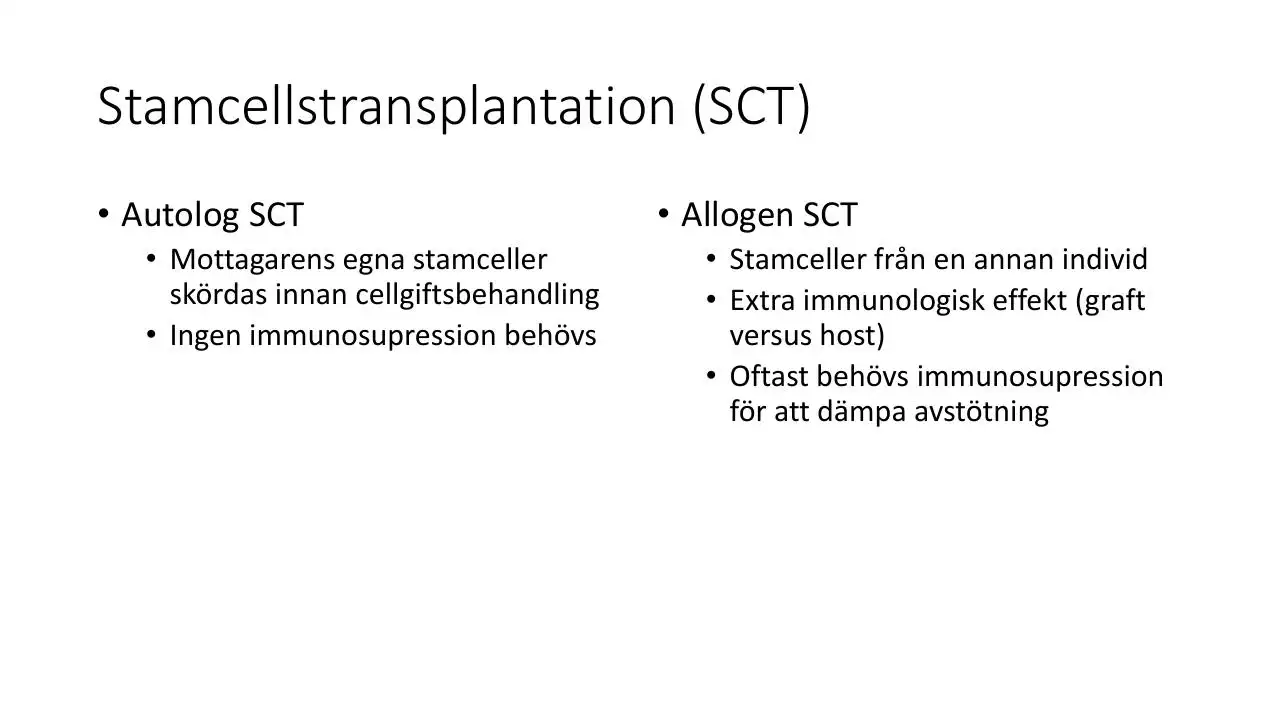 Stamcellstransplantation (SCT)
• Autolog SCT
• Mottagarens egna stamceller
skördas innan cellgiftsbehandling
• Ingen immunosupression behövs
• Allogen SCT
• Stamceller från en annan individ
• Extra immunologisk effekt (graft
versus host)
• Oftast behövs immunosupression
för att dämpa avstötning